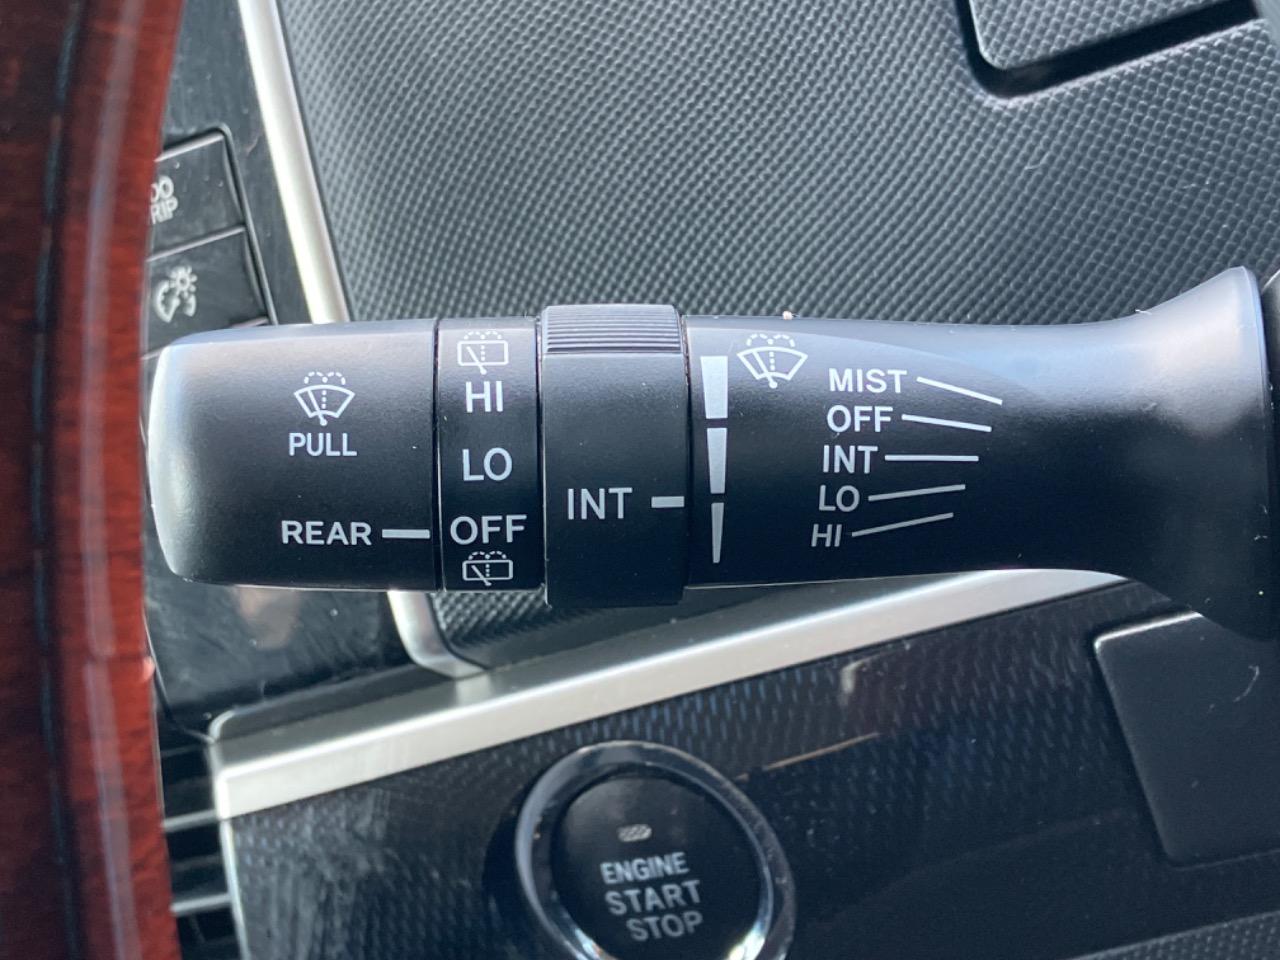 PULL
REAR
HI
LO
OFF
INT
MIST
OFF
INT
LO
HI
ENGINE
START
STOP